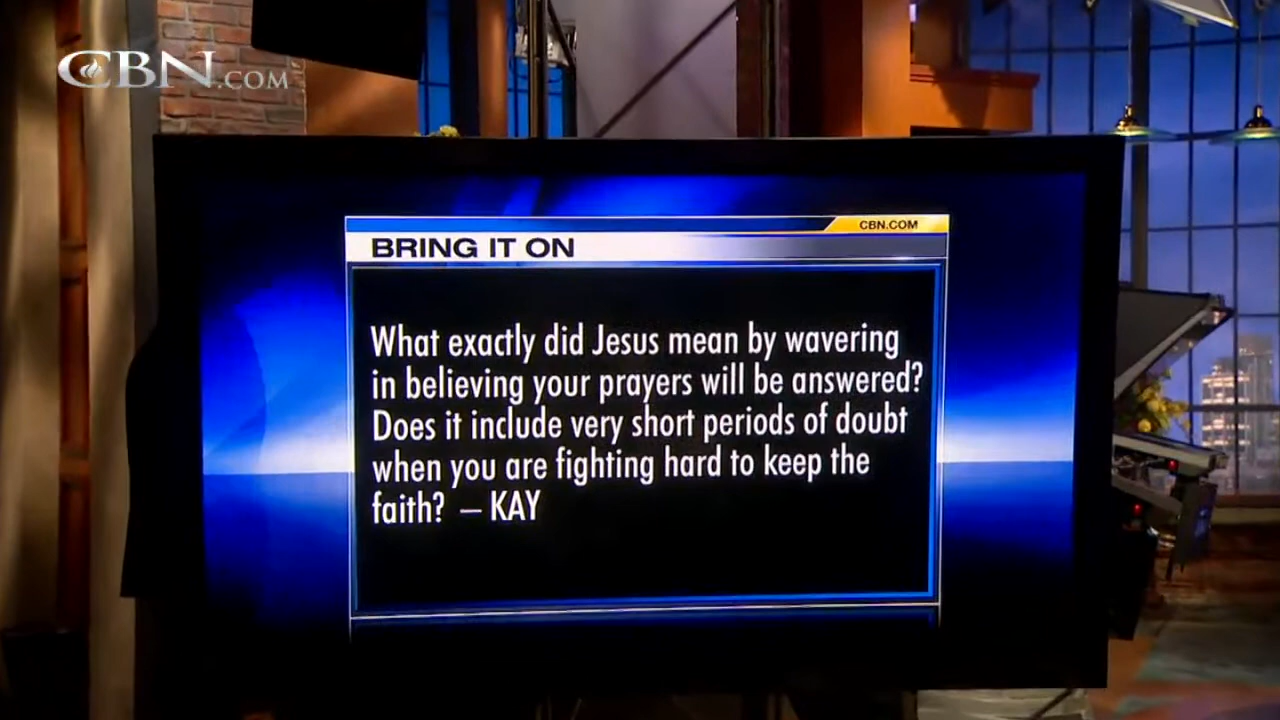 CBN.COM
CBN.COM
BRING IT ON
What exactly did Jesus mean by wavering
in believing your prayers will be answered?
Does it include very short periods of doubt
when you are fighting hard to keep the
faith? – KAY